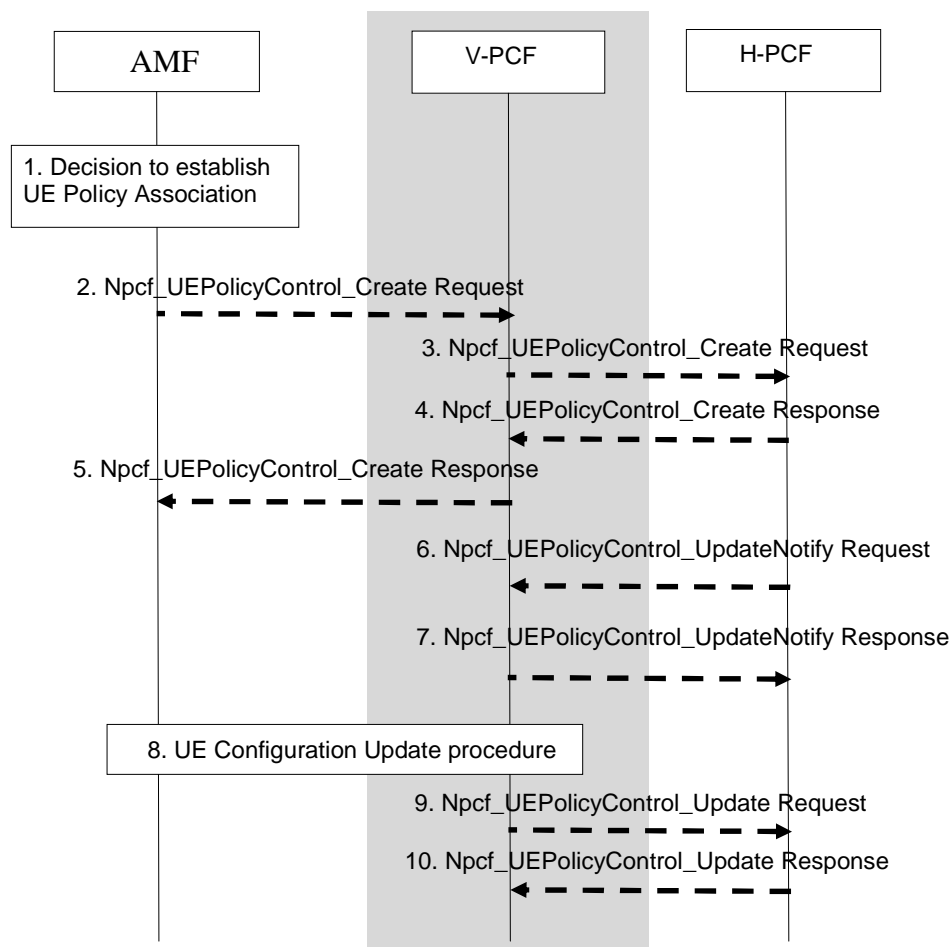 AMF
V-PCF
H-PCF
1. Decision to establish
UE Policy Association
2. Npcf_UEPolicyControl_Create Request
3. Npcf_UEPolicyControl_Create Request
4. Npcf_UEPolicyControl_Create Response
5. Npcf_UEPolicyControl_Create Response
6. Npcf_UEPolicyControl_UpdateNotify Request
7. Npcf_UEPolicyControl_UpdateNotify Response
8. UE Configuration Update procedure
9. Npcf_UEPolicyControl_Update Request
10. Npcf_UEPolicyControl_Update Response